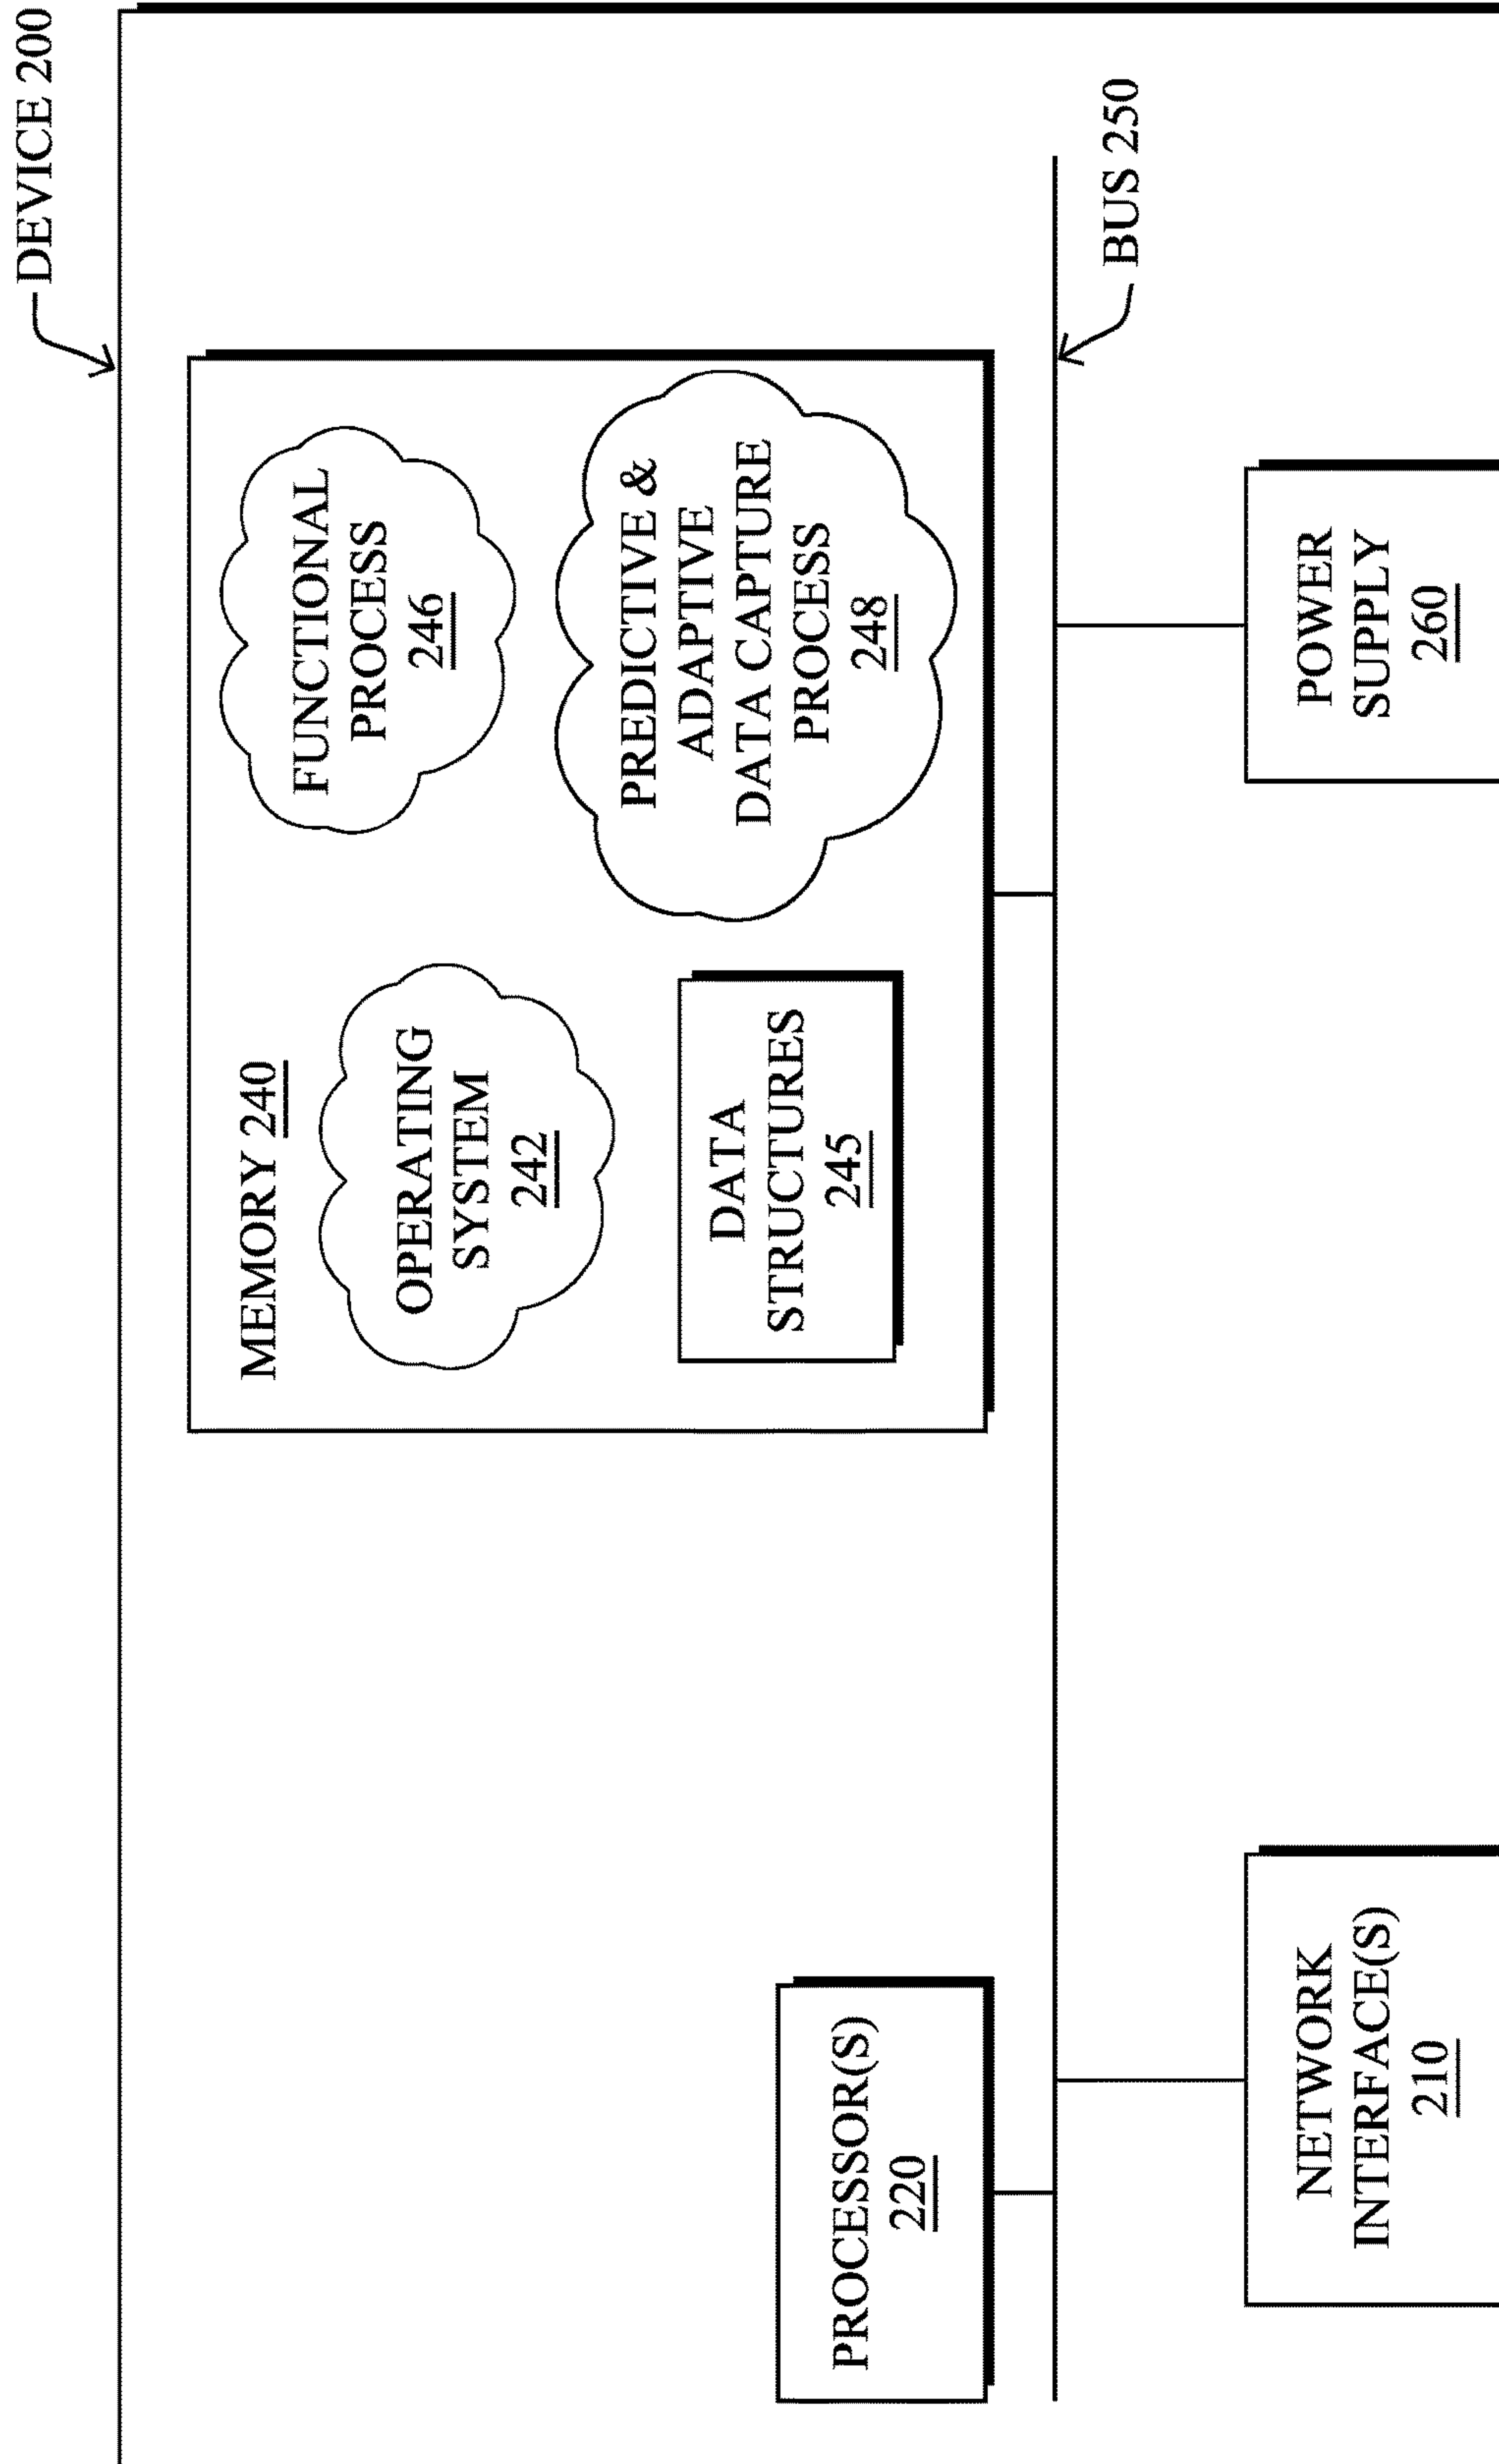 DEVICE 200
MEMORY 240
OPERATING
SYSTEM
242
FUNCTIONAL
PROCESS
246
DATA
STRUCTURES
245
PREDICTIVE &
ADAPTIVE
DATA CAPTURE
PROCESS
248
PROCESSOR(S)
220
BUS 250
NETWORK
INTERFACE(S)
210
POWER
SUPPLY
260